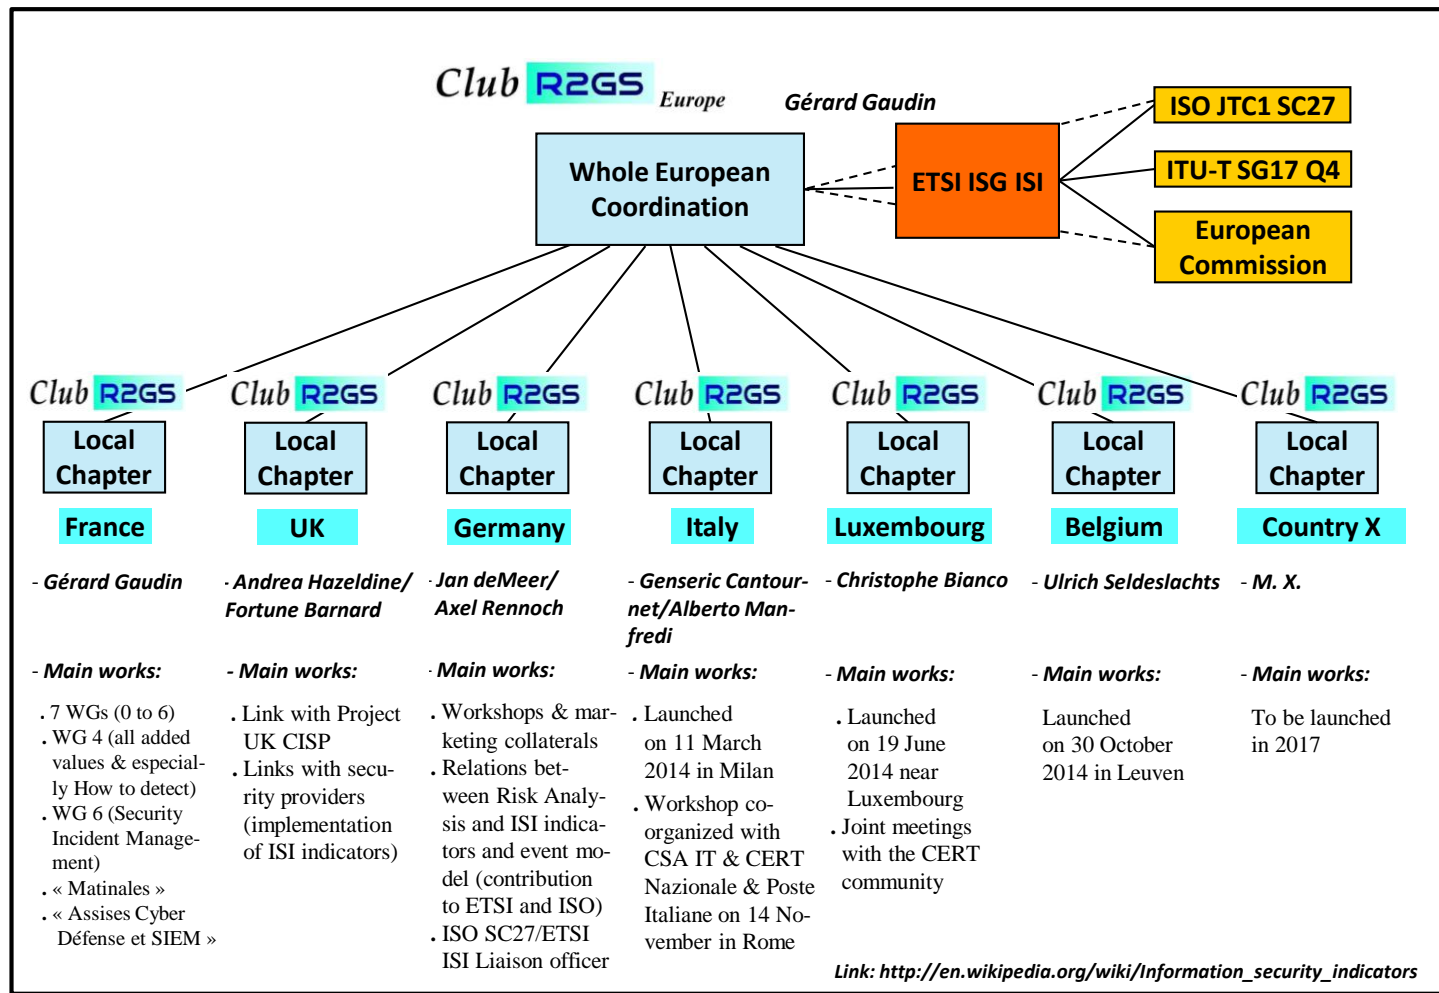 Club R2GS Europe
Gérard Gaudin
Whole European
Coordination
ETSI ISG ISI
ISO JTC1 SC27
ITU-T SG17 Q4
European
Commission
Club R2GS
Local
Chapter
France
- Gérard Gaudin
- Main works:
. 7 WGs (0 to 6)
. WG 4 (all added
values & especial-
ly How to detect)
. WG 6 (Security
Incident Manage-
ment)
. « Matinales »
. « Assises Cyber
Défense et SIEM »
Club R2GS
Local
Chapter
UK
- Andrea Hazeldine/
Fortune Barnard
- Main works:
. Link with Project
UK CISP
. Links with secu-
rity providers
(implementation
of ISI indicators)
Club R2GS
Local
Chapter
Germany
- Jan deMeer/
Axel Rennoch
- Main works:
. Workshops & mar-
keting collaterals
. Relations bet-
ween Risk Analy-
sis and ISI indica-
tors and event mo-
del (contribution
to ETSI and ISO)
. ISO SC27/ETSI
ISI Liaison officer
Club R2GS
Local
Chapter
Italy
- Genseric Cantour-
net/Alberto Man-
fredi
- Main works:
. Launched
on 11 March
2014 in Milan
. Workshop co-
organized with
CSA IT & CERT
Nazionale & Poste
Italiane on 14 No-
vember in Rome
Club R2GS
Local
Chapter
Luxembourg
- Christophe Bianco
- Main works:
. Launched
on 19 June
2014 near
Luxembourg
. Joint meetings
with the CERT
community
Club R2GS
Local
Chapter
Belgium
- Ulrich Seldeslachts
- Main works:
Launched
on 30 October
2014 in Leuven
Club R2GS
Local
Chapter
Country X
- M. X.
- Main works:
To be launched
in 2017
Link: http://en.wikipedia.org/wiki/Information_security_indicators